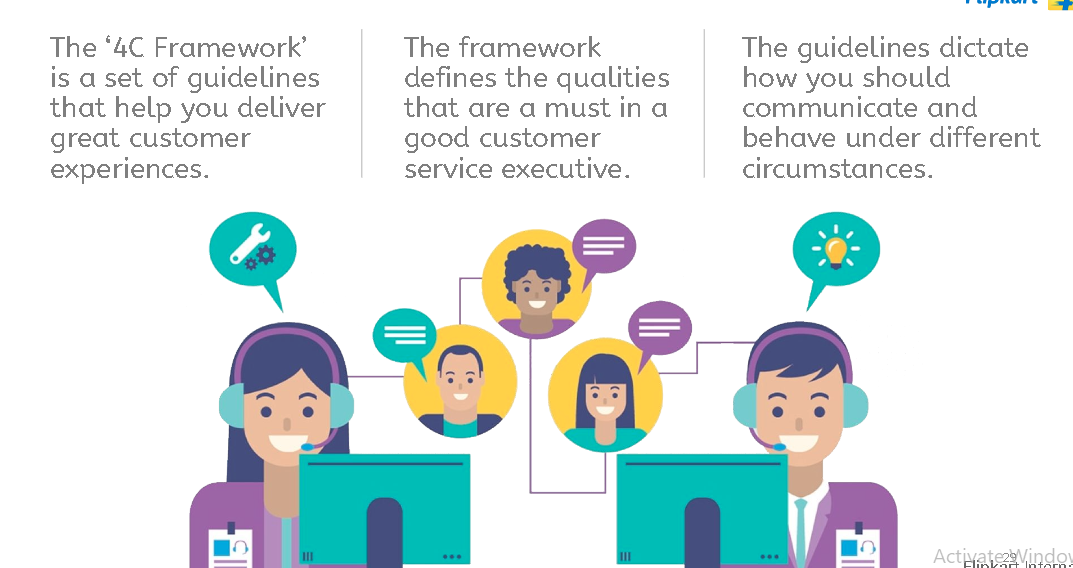 Flipkart
The ‘4C Framework’
is a set of guidelines
that help you deliver
great customer
experiences.
The framework
defines the qualities
that are a must in a
good customer
service executive.
The guidelines dictate
how you should
communicate and
behave under different
circumstances.
29
Activate Windo
Flipkart Interna